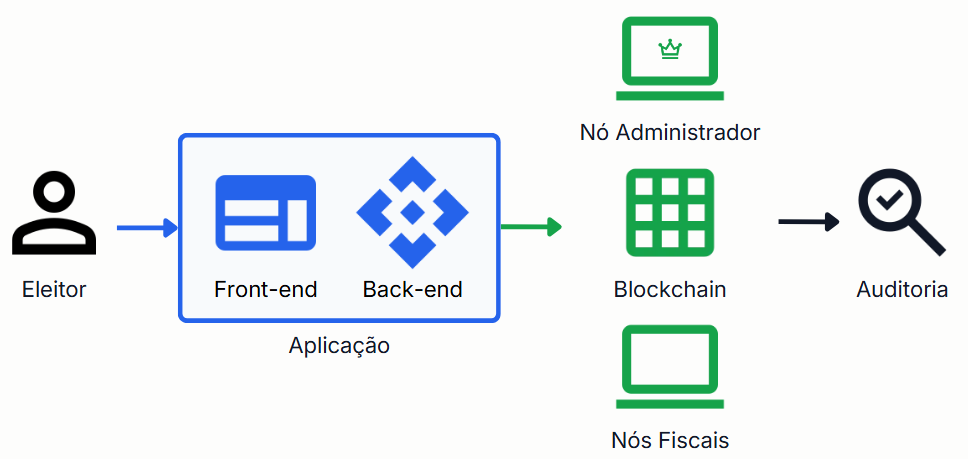 Nó Administrador
Eleitor
Front-end
Back-end
Aplicação
Blockchain
Auditoria
Nós Fiscais